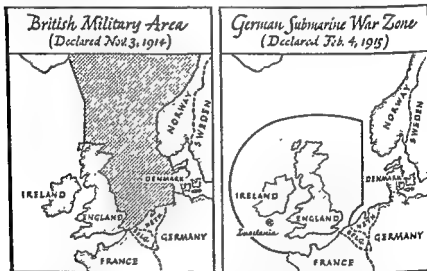 British Military Area
(Declared Nov. 3, 1914)
NORWAY
SWEDEN
DENMARK
IRELAND
ENGLAND
GERMANY
FRANCE
German Submarine War Zone
(Declared Feb. 4, 1915)
NORWAY
SWEDEN
DENMARK
IRELAND
ENGLAND
Lusitania
GERMANY
FRANCE